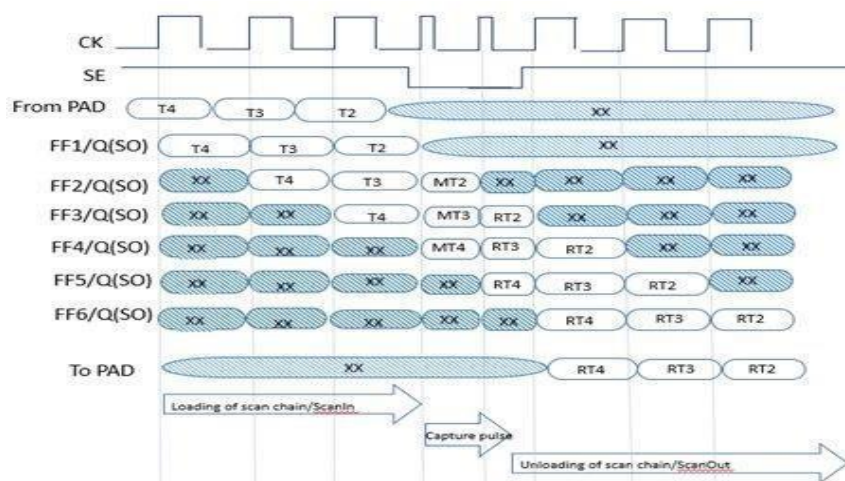 CK
SE
From PAD T4 T3 T2 XX
FF1/Q(SO) T4 T3 T2 XX
FF2/Q(SO) XX T4 T3 MT2 XX XX XX XX
FF3/Q(SO) XX XX T4 MT3 RT2 XX XX XX
FF4/Q(SO) XX XX XX MT4 RT3 RT2 XX XX
FF5/Q(SO) XX XX XX XX RT4 RT3 RT2 XX
FF6/Q(SO) XX XX XX XX XX RT4 RT3 RT2
To PAD XX RT4 RT3 RT2
Loading of scan chain/ScanIn
Capture pulse
Unloading of scan chain/ScanOut